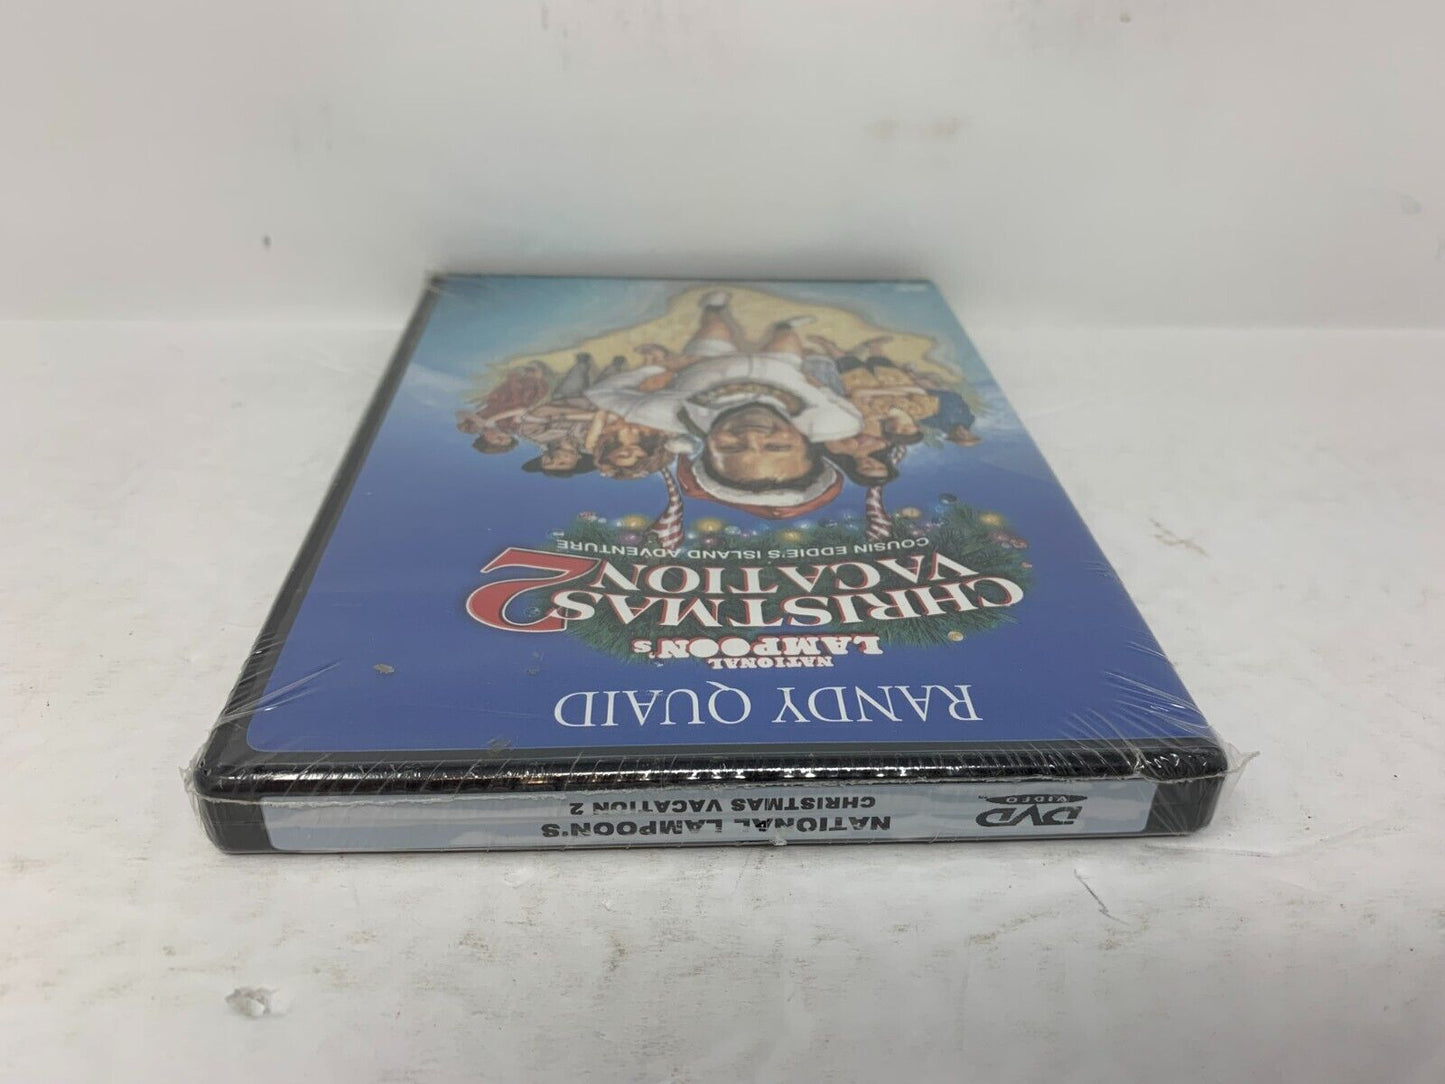 RANDY QUAID
NATIONAL
LAMPOON'S
CHRISTMAS
VACATION 2
COUSIN EDDIE'S ISLAND ADVENTURE
DVD
VIDEO
NATIONAL LAMPOON'S
CHRISTMAS VACATION 2